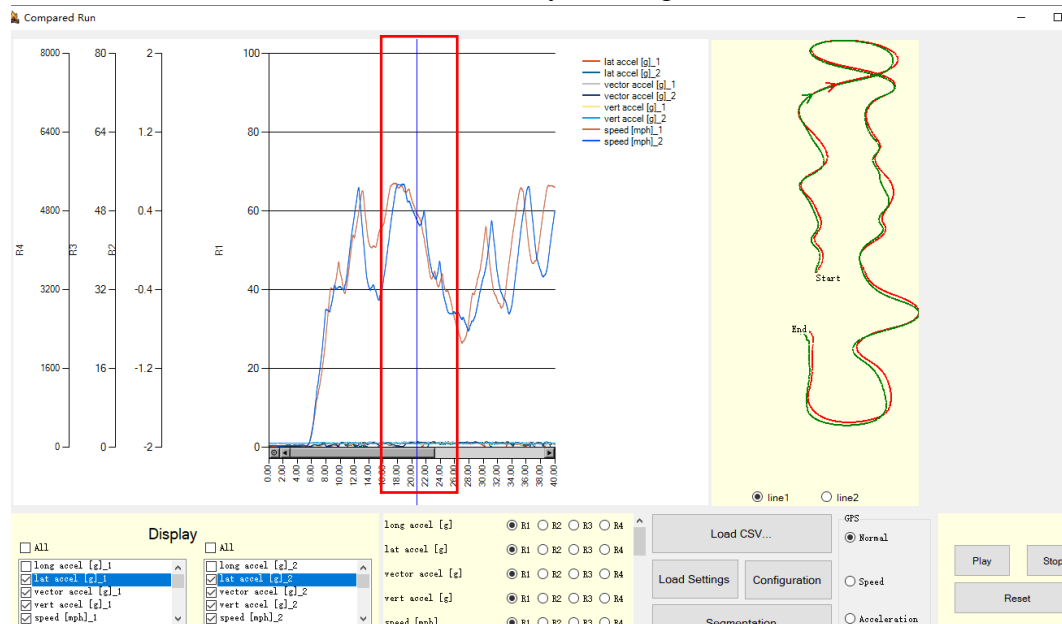 Compared Run
8000 80 2 100
6400 64 1.2 80
4800 48 0.4 60
R4 R3 R2 R1
3200 32 -0.4 40
1600 16 -1.2 20
0 0 -2 0
0.00 2.00 4.00 6.00 8.00 10.00 12.00 14.00 16.00 18.00 20.00 22.00 24.00 26.00 28.00 30.00 32.00 34.00 36.00 38.00 40.00
lat accel [g]_1
lat accel [g]_2
vector accel [g]_1
vector accel [g]_2
vert accel [g]_1
vert accel [g]_2
speed [mph]_1
speed [mph]_2
Start
End
line1 line2
Display
All All
long accel [g]_1 long accel [g]_2
lat accel [g]_1 lat accel [g]_2
vector accel [g]_1 vector accel [g]_2
vert accel [g]_1 vert accel [g]_2
speed [mph]_1 speed [mph]_2
long accel [g] R1 R2 R3 R4
lat accel [g] R1 R2 R3 R4
vector accel [g] R1 R2 R3 R4
vert accel [g] R1 R2 R3 R4
speed [mph] R1 R2 R3 R4
Load CSV...
Load Settings Configuration
Segmentation
GPS
Normal
Speed
Acceleration
Play Stop
Reset